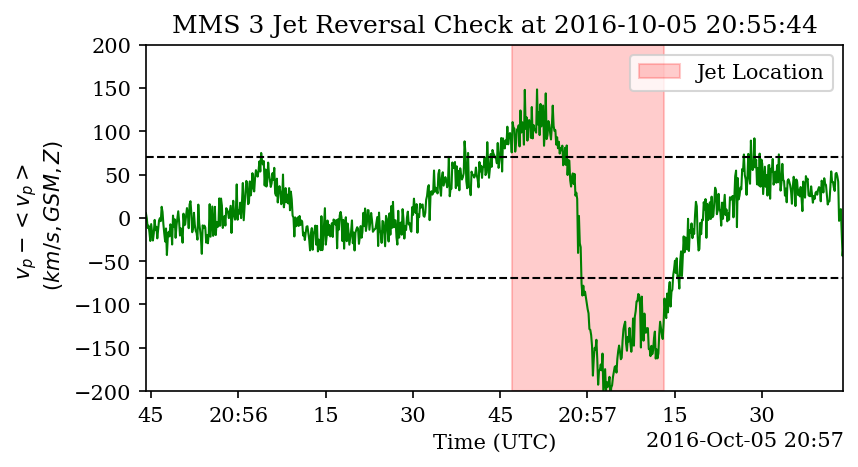 MMS 3 Jet Reversal Check at 2016-10-05 20:55:44
200
150
100
50
0
−50
−100
−150
−200
v_p − < v_p >
(km/s, GSM, Z)
Jet Location
45 20:56 15 30 45 20:57 15 30
Time (UTC)
2016-Oct-05 20:57